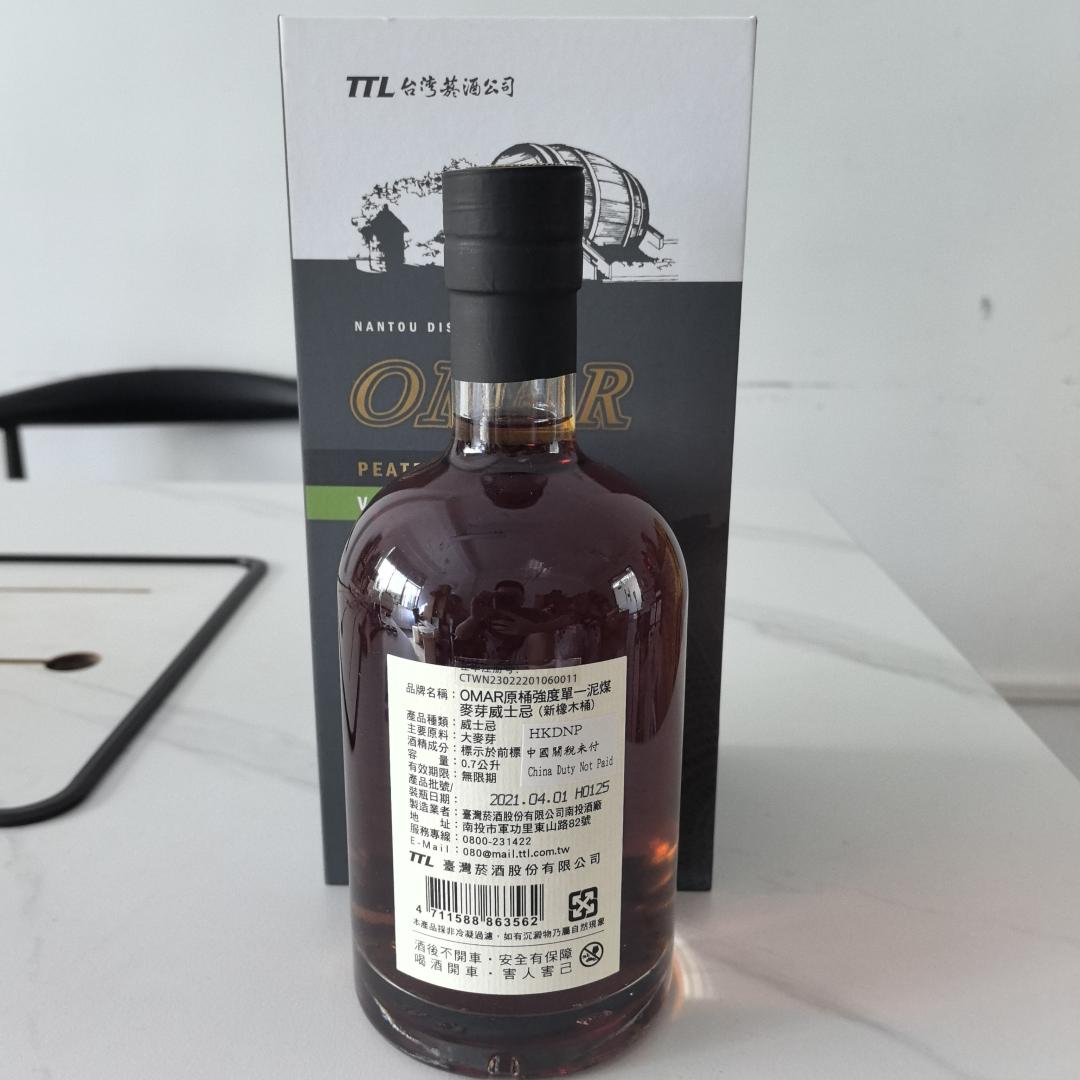 TTL 台湾菸酒公司
NANTOU DIS
OMAR
PEATE
V
CTWN23022201060011
品牌名稱：OMAR原桶強度單一泥煤
麥芽威士忌（新橡木桶）
產品種類：威士忌
主要原料：大麥芽
酒精成分：標示於前標
容量：0.7公升
有效期限：無限期
HKDNP
中國關稅未付
China Duty Not Paid
產品批號/
裝瓶日期：2021.04.01 H0125
製造業者：臺灣菸酒股份有限公司南投酒廠
地址：南投市軍功里東山路82號
服務專線：0800-231422
E-Mail：080@mail.ttl.com.tw
TTL 臺灣菸酒股份有限公司
4 711588 863562
本產品採非冷凝過濾，如有沉澱物乃屬自然現象
酒後不開車·安全有保障
喝酒開車·害人害己